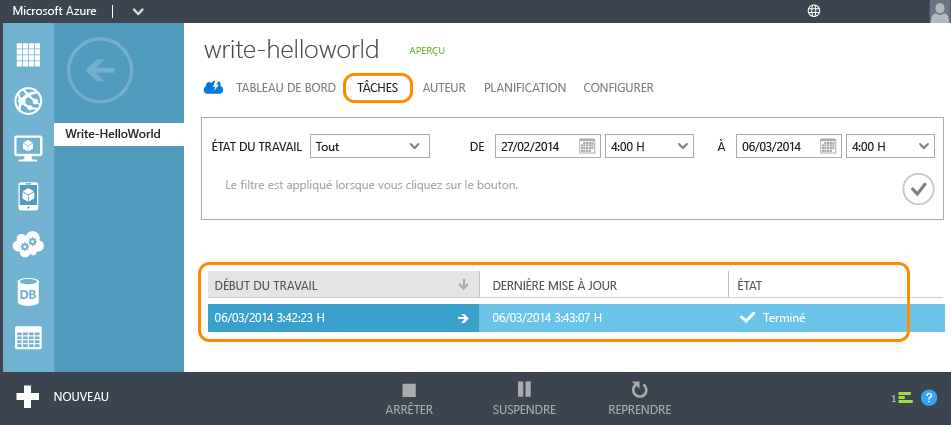 Microsoft Azure
write-helloworld APERÇU
TABLEAU DE BORD TÂCHES AUTEUR PLANIFICATION CONFIGURER
Write-HelloWorld
ÉTAT DU TRAVAIL Tout DE 27/02/2014 4:00 H À 06/03/2014 4:00 H
Le filtre est appliqué lorsque vous cliquez sur le bouton.
DÉBUT DU TRAVAIL DERNIÈRE MISE À JOUR ÉTAT
06/03/2014 3:42:23 H 06/03/2014 3:43:07 H Terminé
DB
NOUVEAU ARRÊTER SUSPENDRE REPRENDRE 1 ?